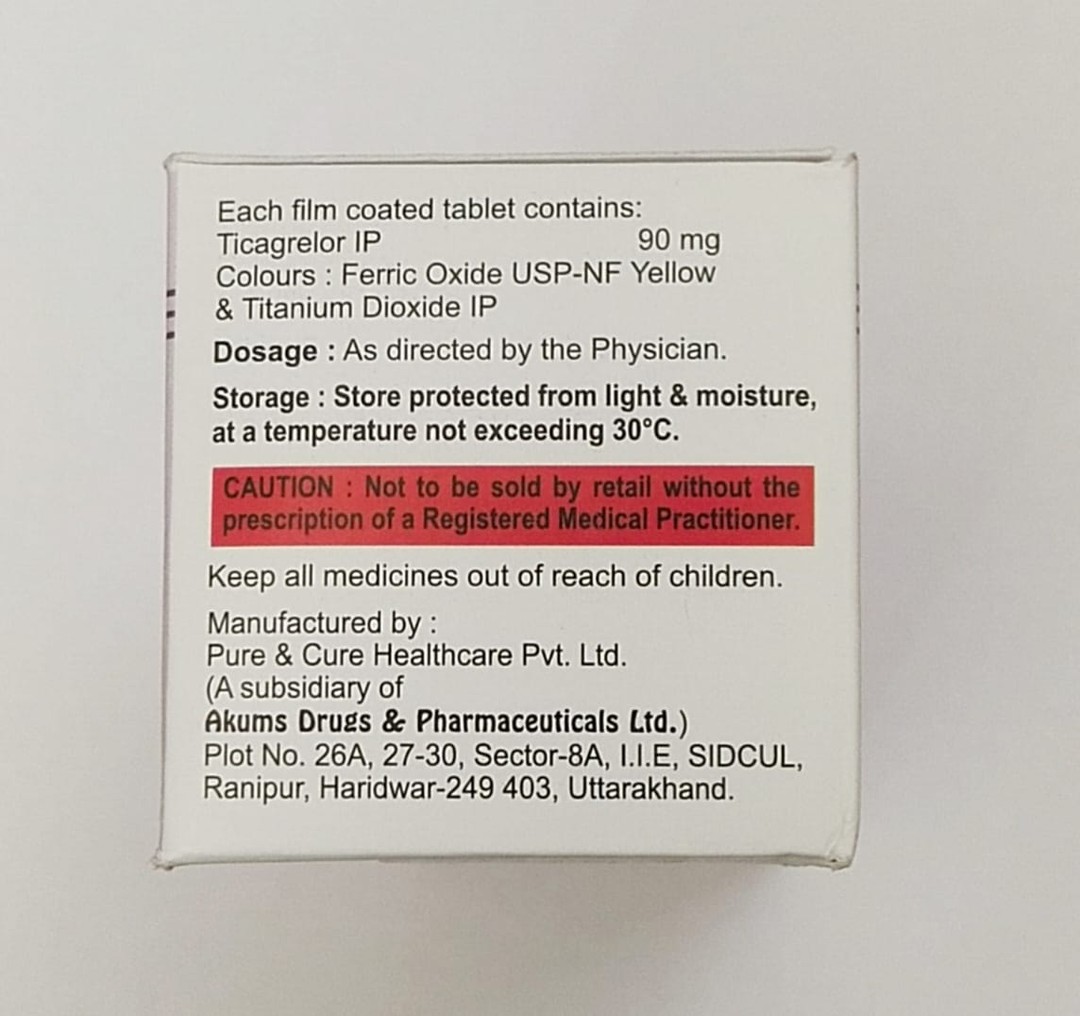 Each film coated tablet contains:
Ticagrelor IP 90 mg
Colours : Ferric Oxide USP-NF Yellow
& Titanium Dioxide IP
Dosage : As directed by the Physician.
Storage : Store protected from light & moisture,
at a temperature not exceeding 30°C.
CAUTION : Not to be sold by retail without the
prescription of a Registered Medical Practitioner.
Keep all medicines out of reach of children.
Manufactured by :
Pure & Cure Healthcare Pvt. Ltd.
(A subsidiary of
Akums Drugs & Pharmaceuticals Ltd.)
Plot No. 26A, 27-30, Sector-8A, I.I.E, SIDCUL,
Ranipur, Haridwar-249 403, Uttarakhand.